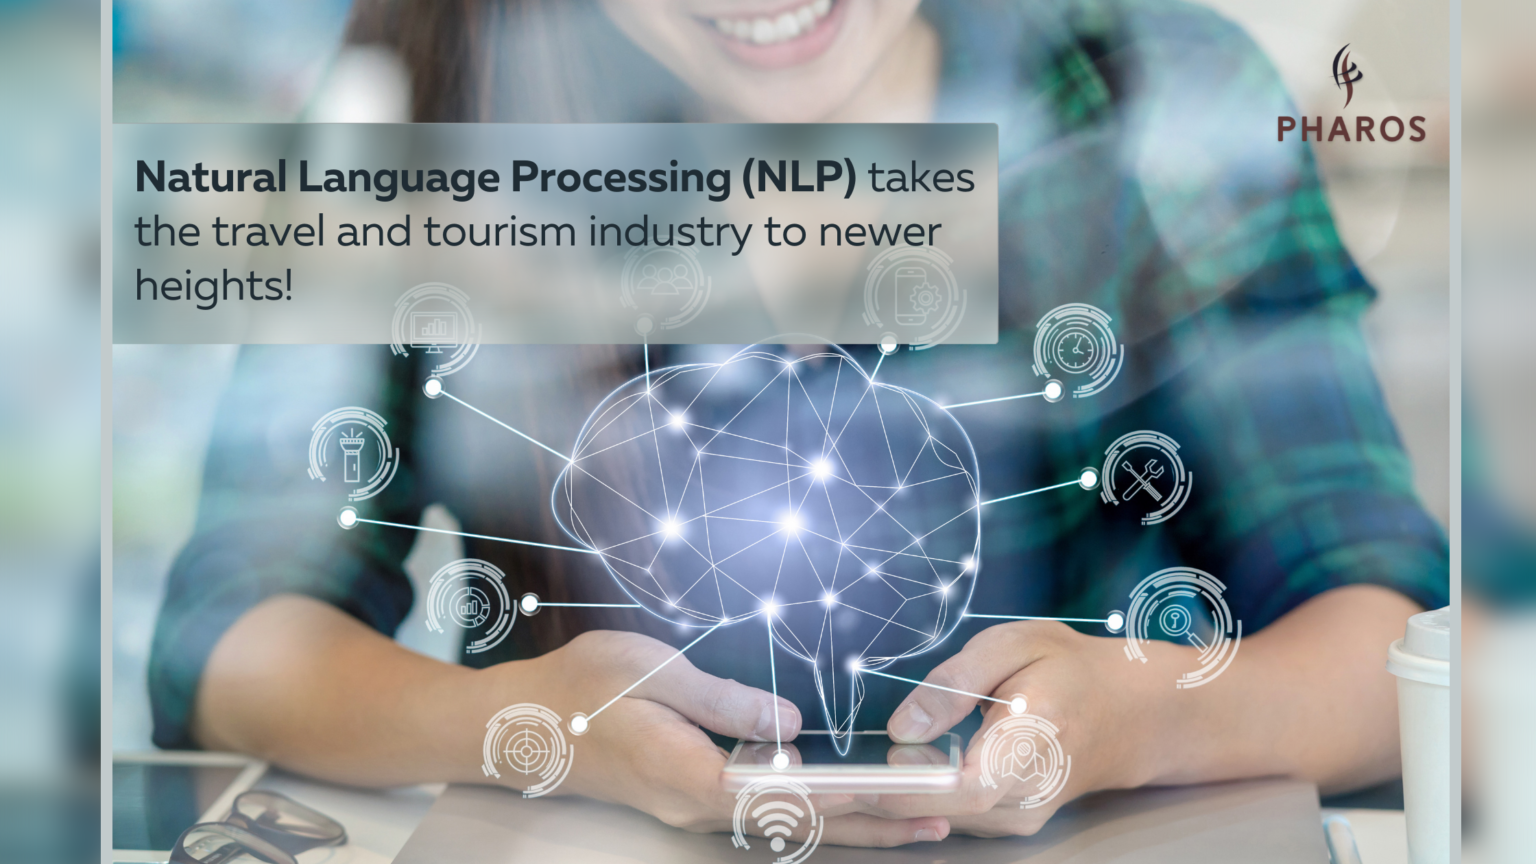 Natural Language Processing (NLP) takes
the travel and tourism industry to newer
heights!
PHAROS